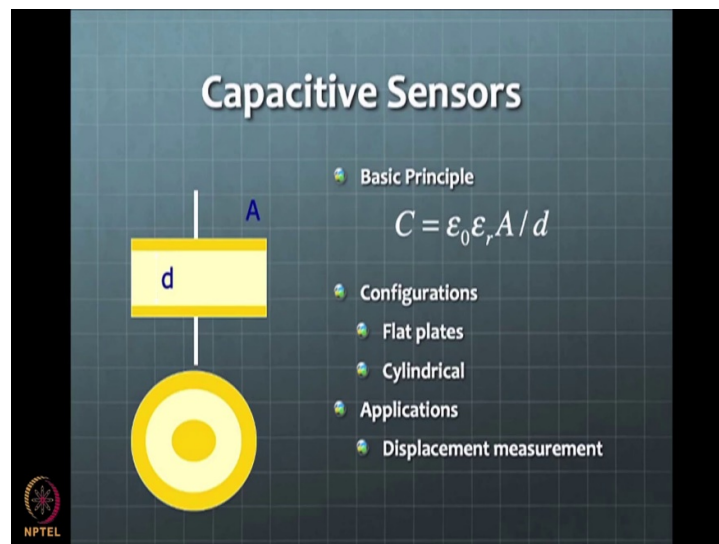 Capacitive Sensors
Basic Principle
A
C = ε₀εᵣA / d
d
Configurations
Flat plates
Cylindrical
Applications
Displacement measurement
NPTEL